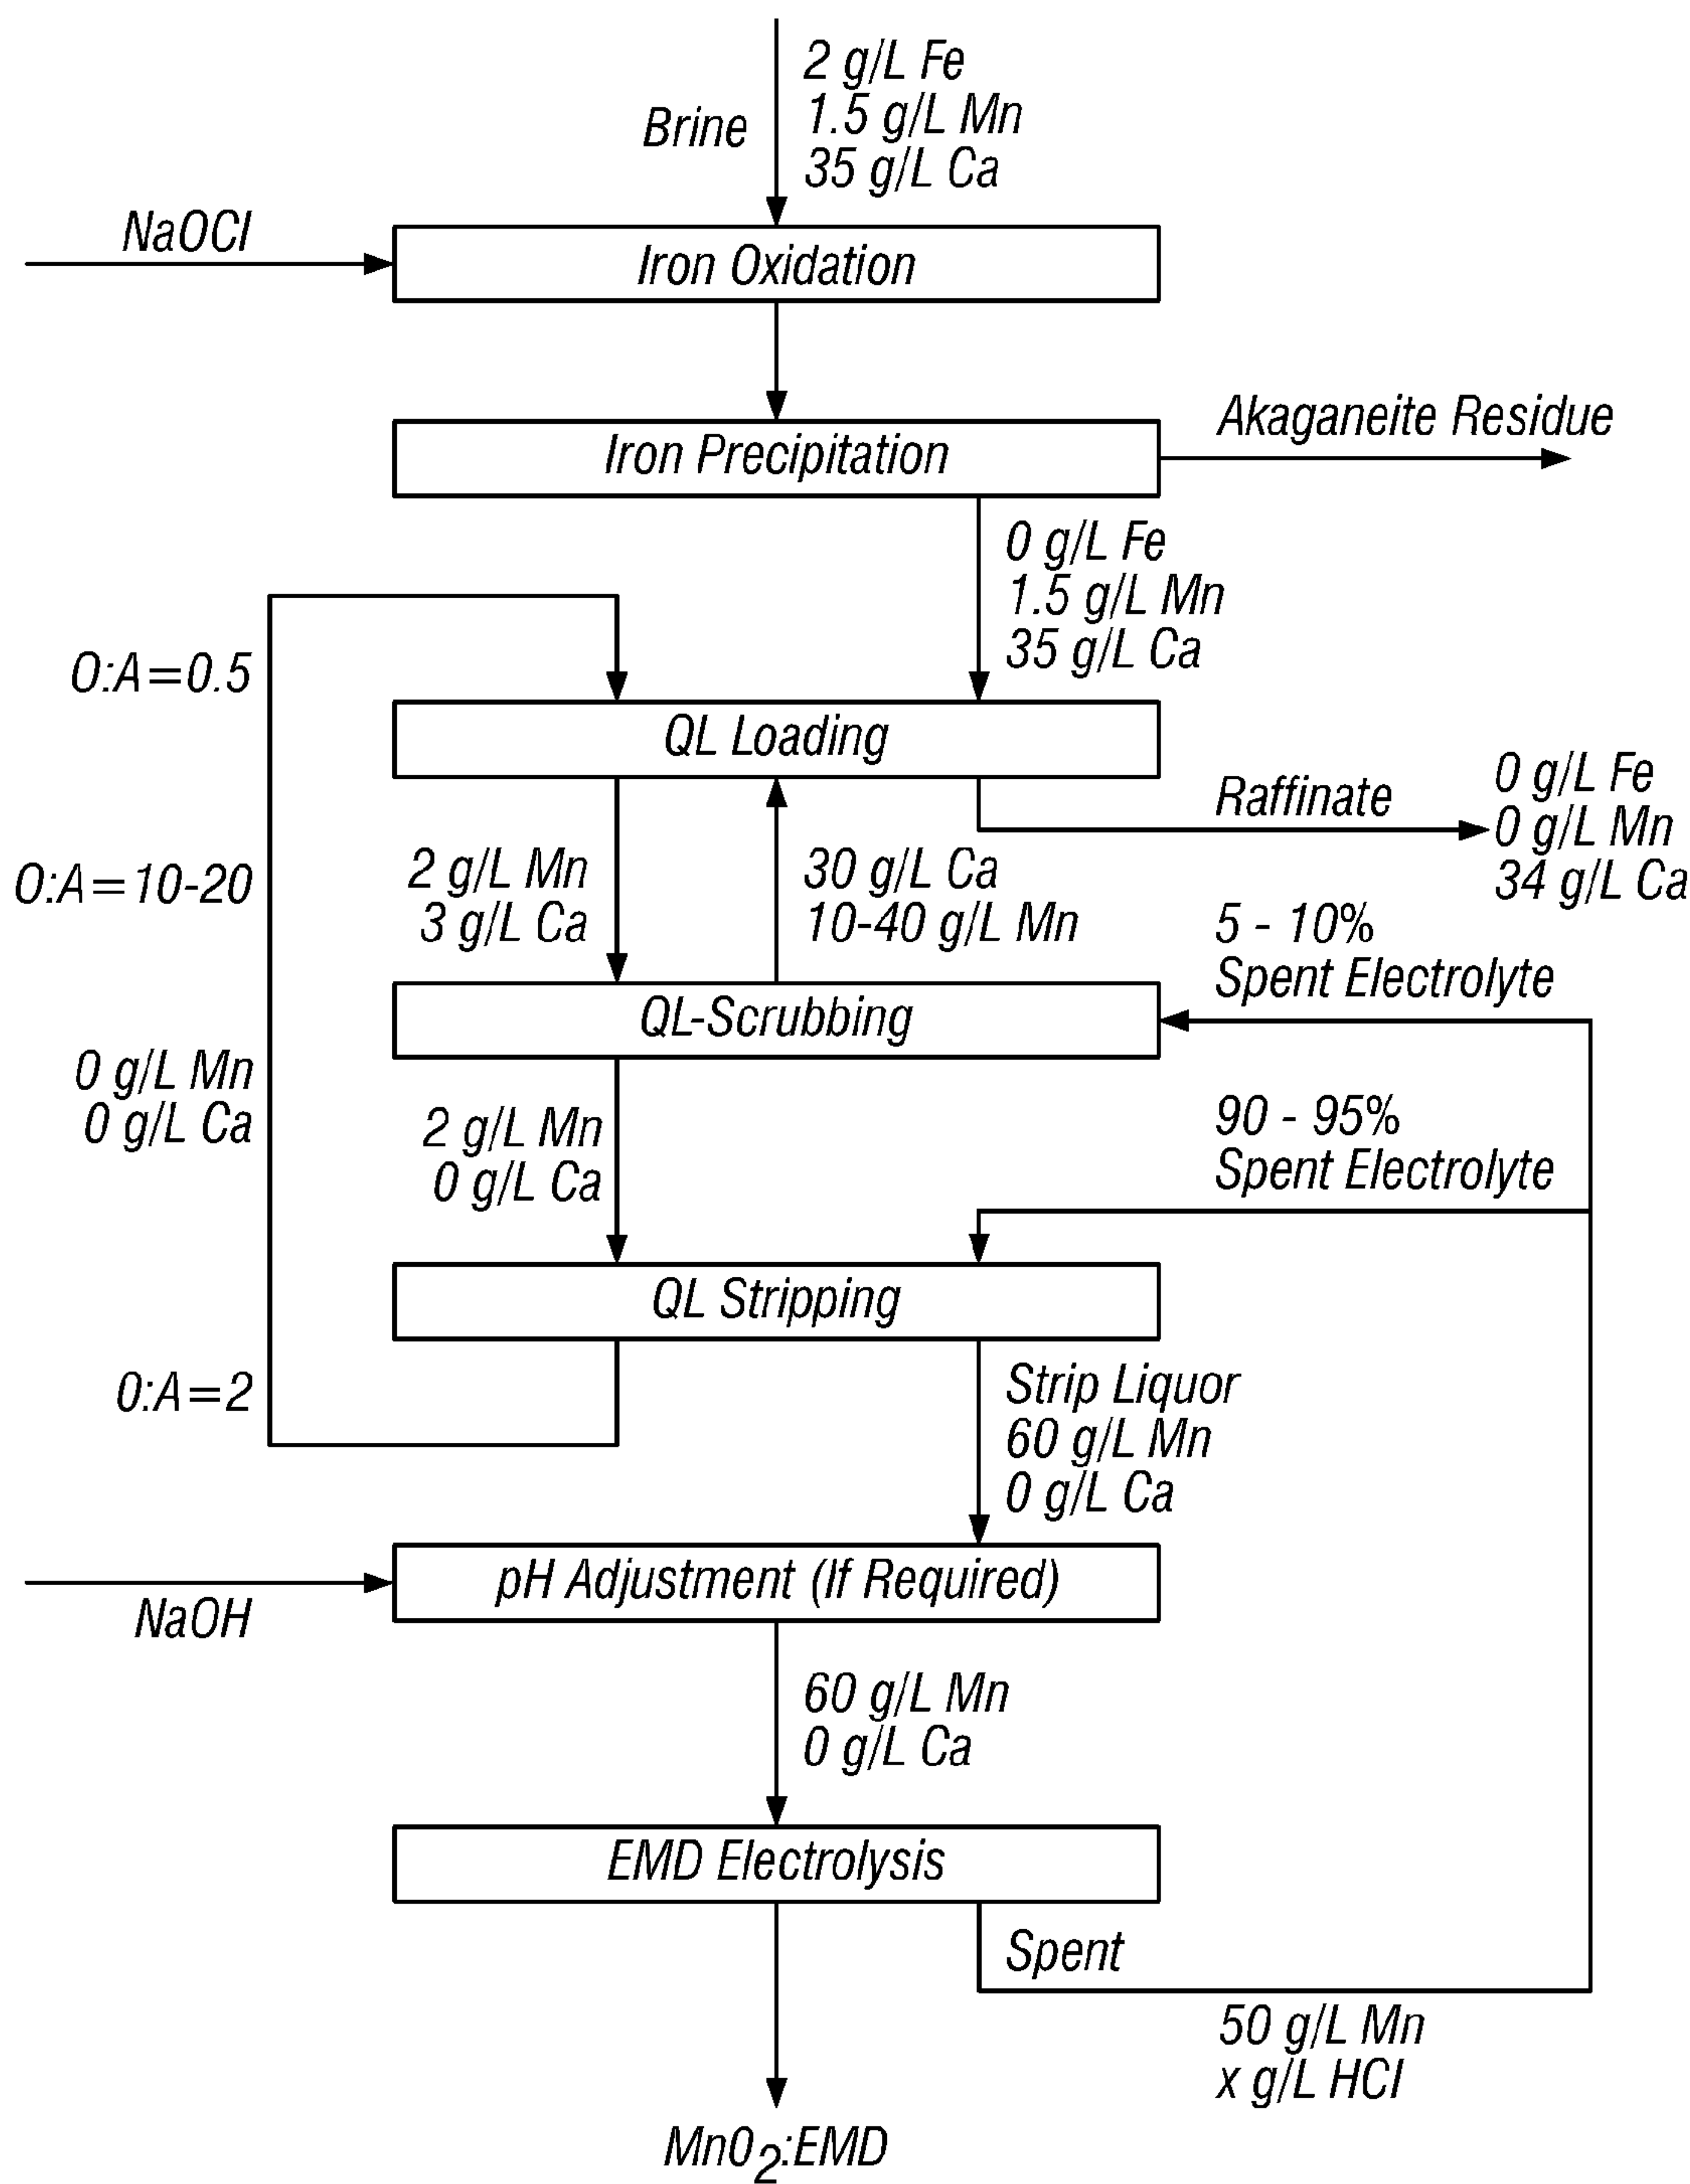 2 g/L Fe
Brine
1.5 g/L Mn
35 g/L Ca
NaOCl
Iron Oxidation
Iron Precipitation
Akaganeite Residue
0 g/L Fe
1.5 g/L Mn
35 g/L Ca
O:A=0.5
QL Loading
Raffinate
0 g/L Fe
0 g/L Mn
34 g/L Ca
O:A=10-20
2 g/L Mn
3 g/L Ca
30 g/L Ca
10-40 g/L Mn
5 - 10%
Spent Electrolyte
QL-Scrubbing
0 g/L Mn
0 g/L Ca
2 g/L Mn
0 g/L Ca
90 - 95%
Spent Electrolyte
QL Stripping
O:A=2
Strip Liquor
60 g/L Mn
0 g/L Ca
NaOH
pH Adjustment (If Required)
60 g/L Mn
0 g/L Ca
EMD Electrolysis
Spent
50 g/L Mn
x g/L HCl
MnO2:EMD